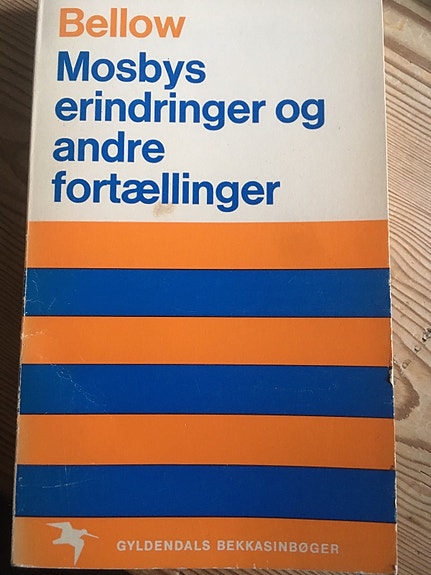 Bellow
Mosbys
erindringer og
andre
fortællinger
GYLDENDALS BEKKASINBØGER